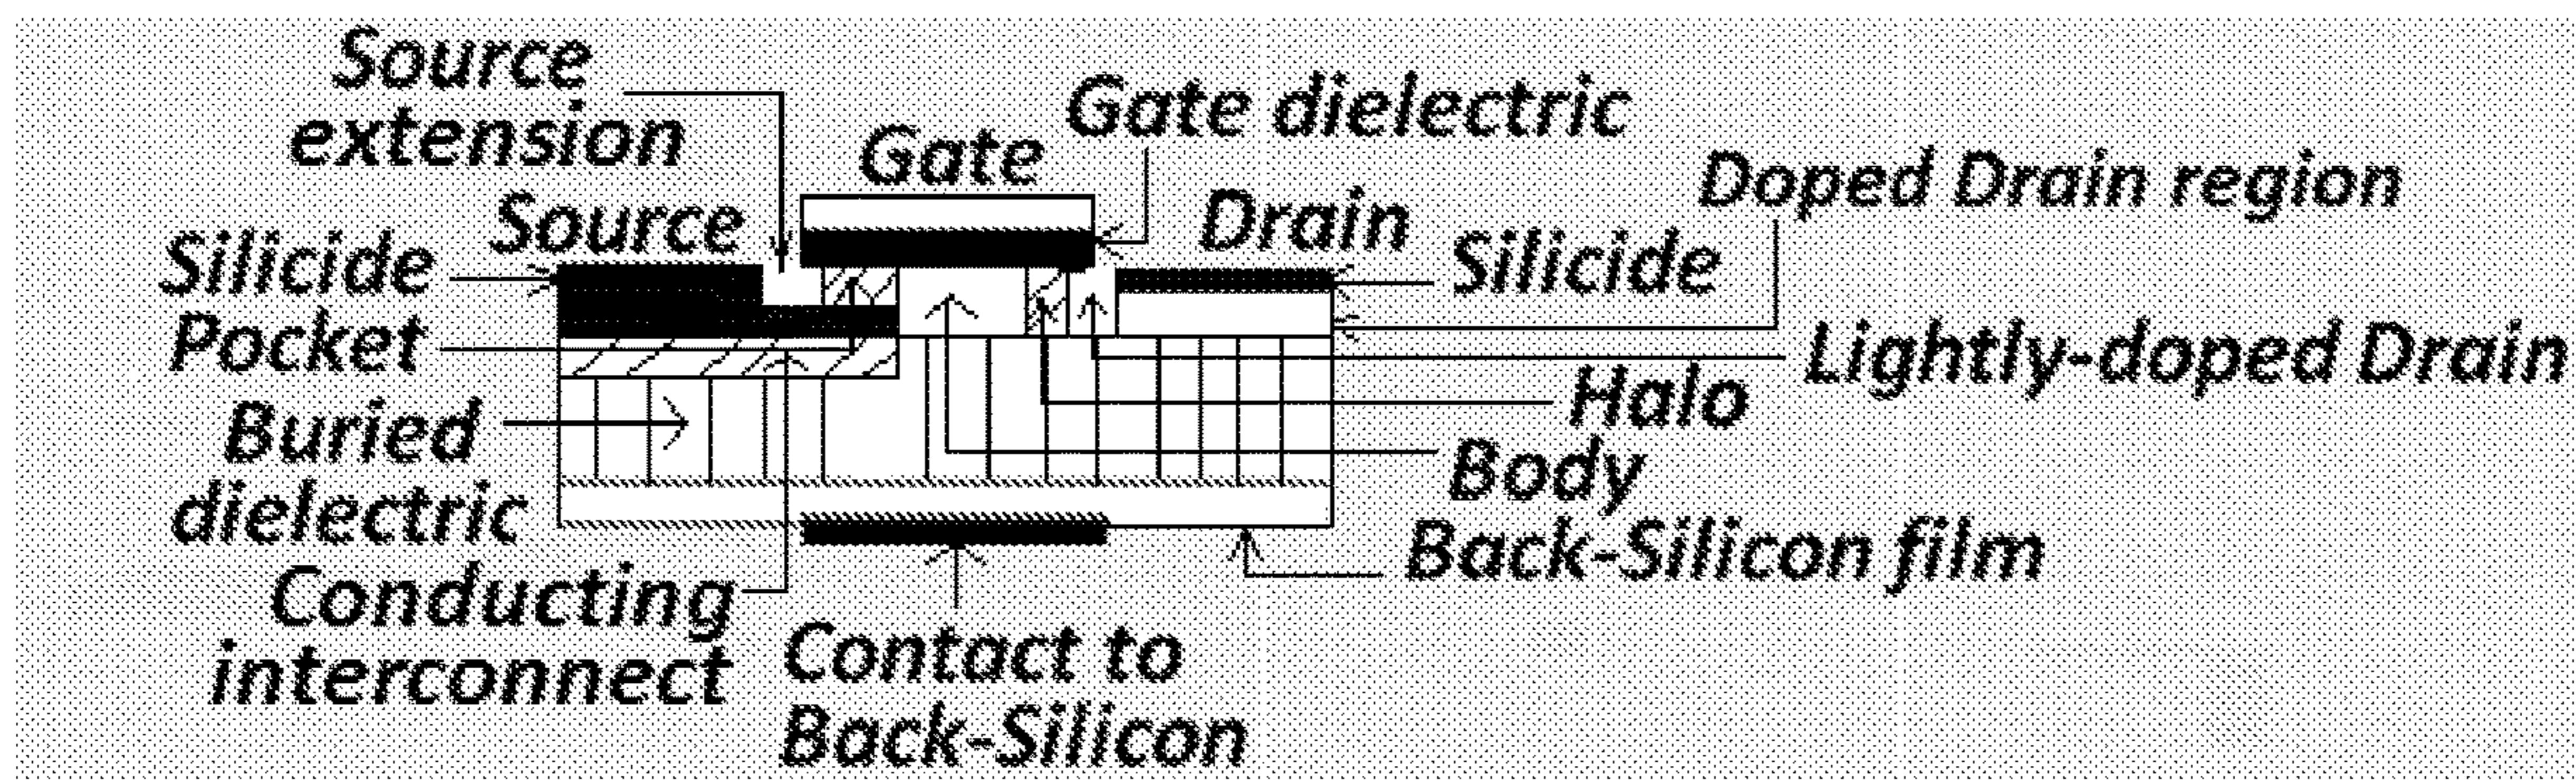 Source
extension
Gate dielectric
Gate
Doped Drain region
Source
Drain
Silicide
Silicide
Pocket
Lightly-doped Drain
Halo
Buried
dielectric
Body
Back-Silicon film
Conducting
interconnect
Contact to
Back-Silicon